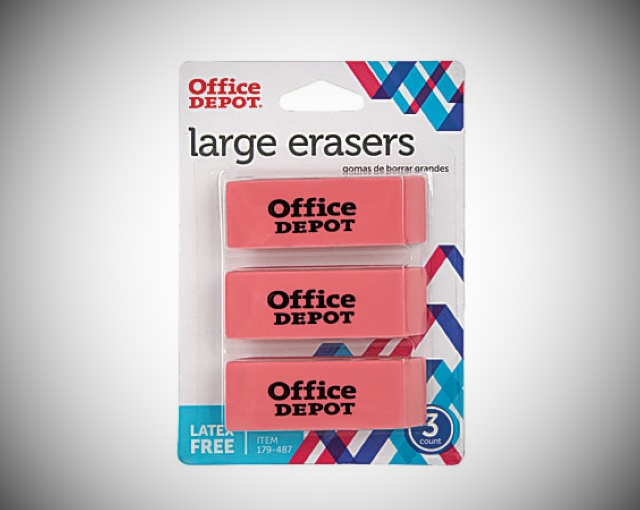 Office
DEPOT.
large erasers
gomas de borrar grandes
Office
DEPOT
Office
DEPOT
Office
DEPOT
LATEX
FREE
ITEM
179-487
3
count